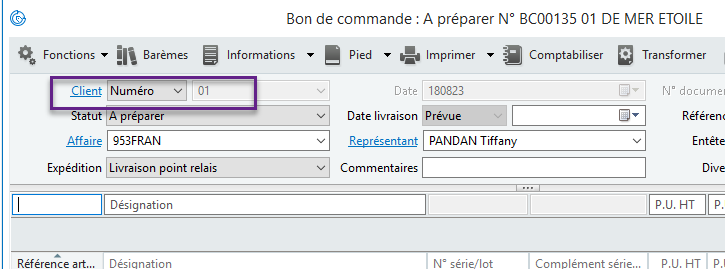 Bon de commande : A préparer N° BC00135 01 DE MER ETOILE
Fonctions Barèmes Informations Pied Imprimer Comptabiliser Transformer
Client Numéro 01 Date 180823 N° documen
Statut A préparer Date livraison Prévue Référence
Affaire 953FRAN Représentant PANDAN Tiffany Entête
Expédition Livraison point relais Commentaires Dive
Désignation P.U. HT P.
Référence art... Désignation N° série/lot Complément série... P.U. HT P.